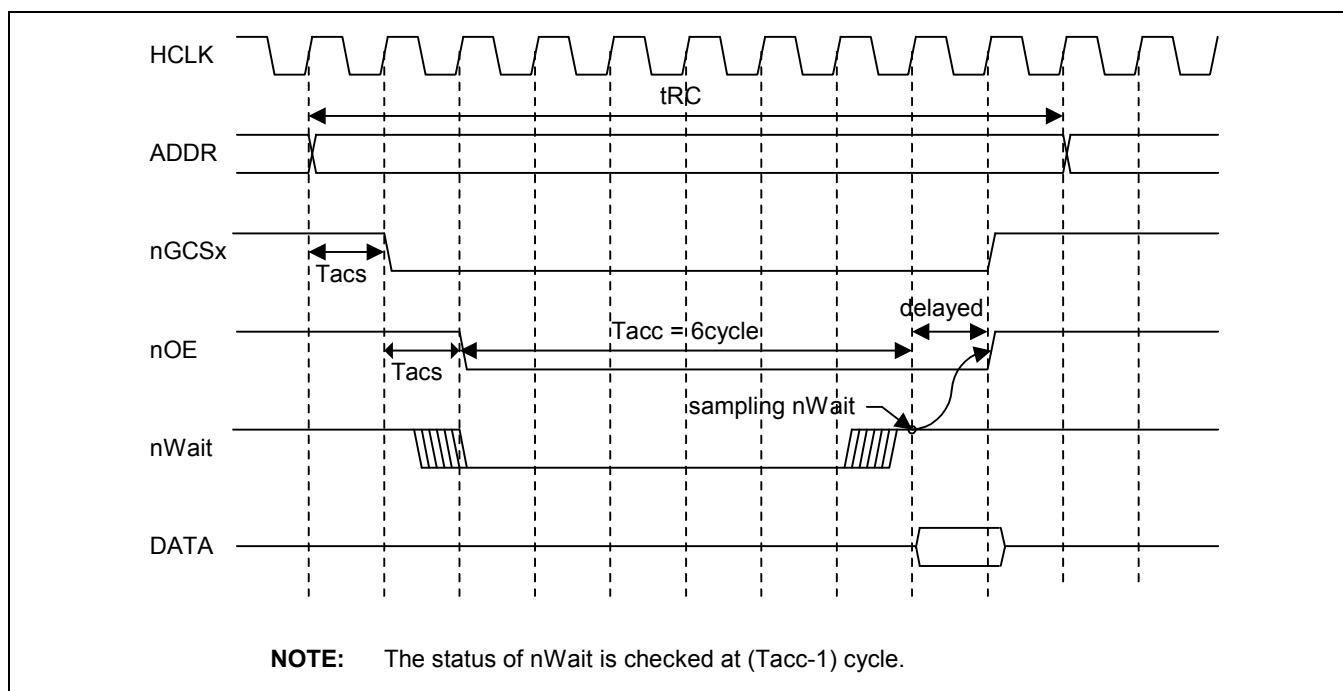 HCLK
tRC
ADDR
nGCSx
Tacs
delayed
Tacc = 6cycle
nOE
Tacs
sampling nWait
nWait
DATA
NOTE: The status of nWait is checked at (Tacc-1) cycle.